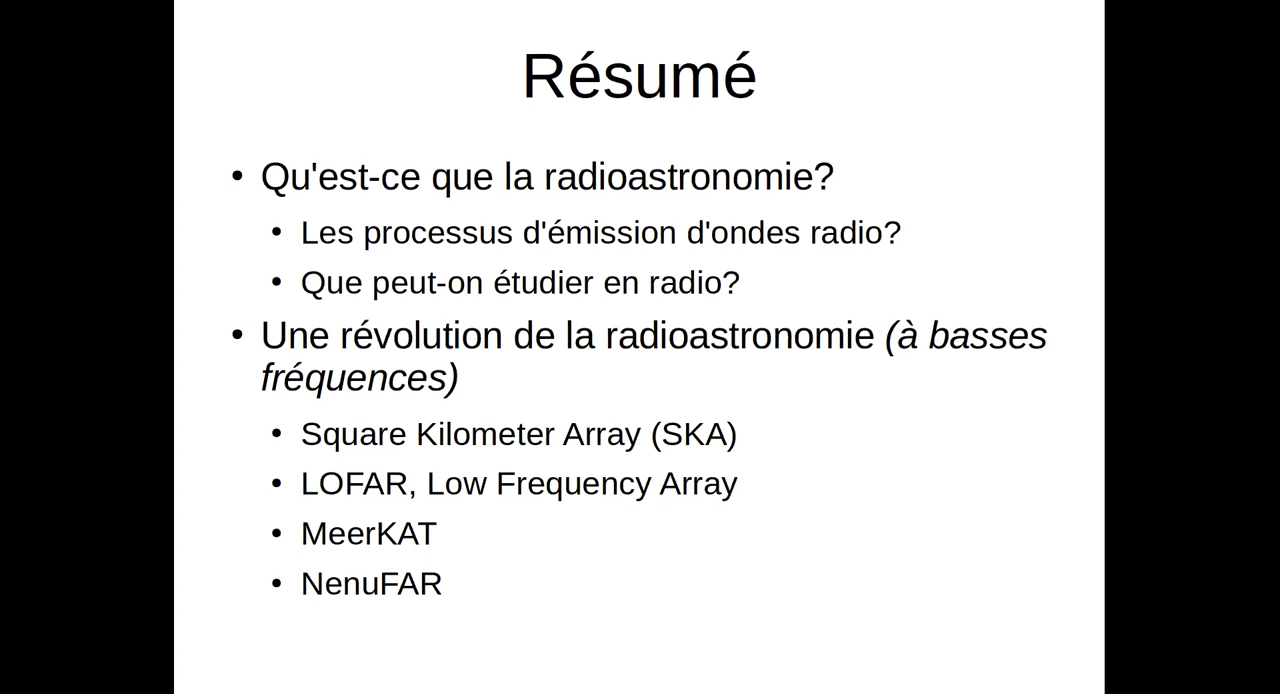 Résumé
• Qu'est-ce que la radioastronomie?
• Les processus d'émission d'ondes radio?
• Que peut-on étudier en radio?
• Une révolution de la radioastronomie (à basses
fréquences)
• Square Kilometer Array (SKA)
• LOFAR, Low Frequency Array
• MeerKAT
• NenuFAR